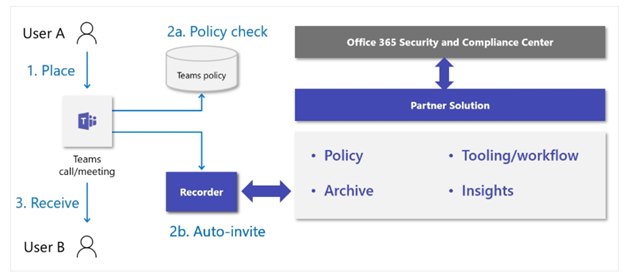 User A
1. Place
2a. Policy check
Teams policy
Teams
call/meeting
3. Receive
User B
Recorder
2b. Auto-invite
Office 365 Security and Compliance Center
Partner Solution
• Policy
• Tooling/workflow
• Archive
• Insights